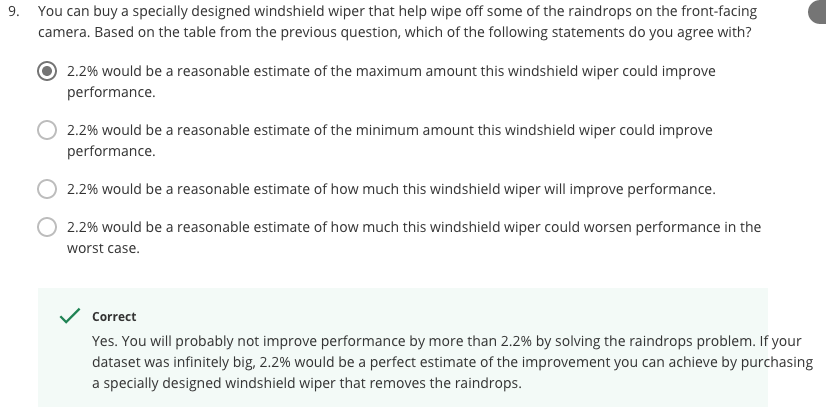 9. You can buy a specially designed windshield wiper that help wipe off some of the raindrops on the front-facing
camera. Based on the table from the previous question, which of the following statements do you agree with?
2.2% would be a reasonable estimate of the maximum amount this windshield wiper could improve
performance.
2.2% would be a reasonable estimate of the minimum amount this windshield wiper could improve
performance.
2.2% would be a reasonable estimate of how much this windshield wiper will improve performance.
2.2% would be a reasonable estimate of how much this windshield wiper could worsen performance in the
worst case.
Correct
Yes. You will probably not improve performance by more than 2.2% by solving the raindrops problem. If your
dataset was infinitely big, 2.2% would be a perfect estimate of the improvement you can achieve by purchasing
a specially designed windshield wiper that removes the raindrops.